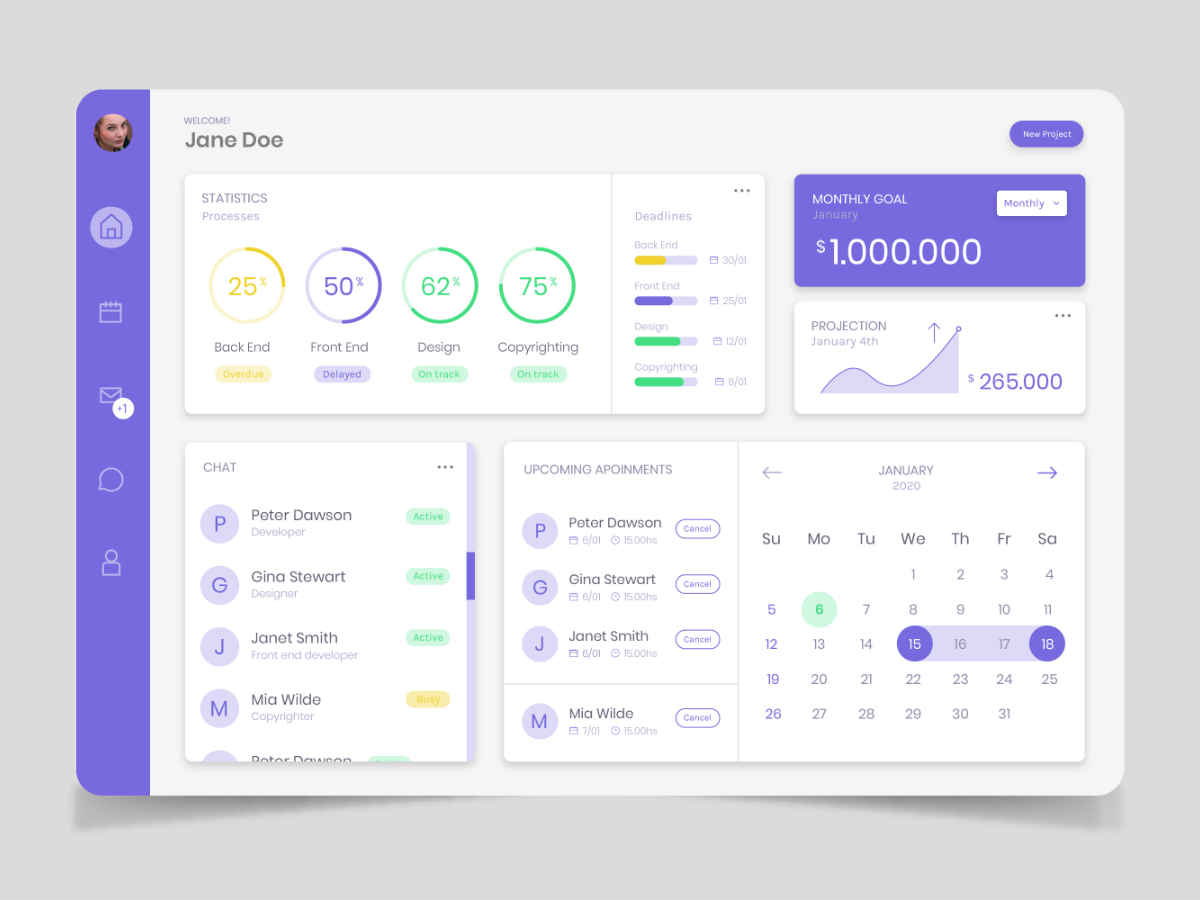 WELCOME!
Jane Doe
New Project
STATISTICS
Processes
25%
50%
62%
75%
Back End
Front End
Design
Copyrighting
Overdue
Delayed
On track
On track
Deadlines
Back End
30/01
Front End
25/01
Design
12/01
Copyrighting
6/01
MONTHLY GOAL
January
Monthly
$1.000.000
PROJECTION
January 4th
$ 265.000
+1
CHAT
P
Peter Dawson
Developer
Active
G
Gina Stewart
Designer
Active
J
Janet Smith
Front end developer
Active
M
Mia Wilde
Copyrighter
Busy
Peter Dawson
UPCOMING APOINMENTS
P
Peter Dawson
6/01 15.00hs
Cancel
G
Gina Stewart
6/01 15.00hs
Cancel
J
Janet Smith
6/01 15.00hs
Cancel
M
Mia Wilde
7/01 15.00hs
Cancel
JANUARY
2020
Su Mo Tu We Th Fr Sa
1 2 3 4
5 6 7 8 9 10 11
12 13 14 15 16 17 18
19 20 21 22 23 24 25
26 27 28 29 30 31